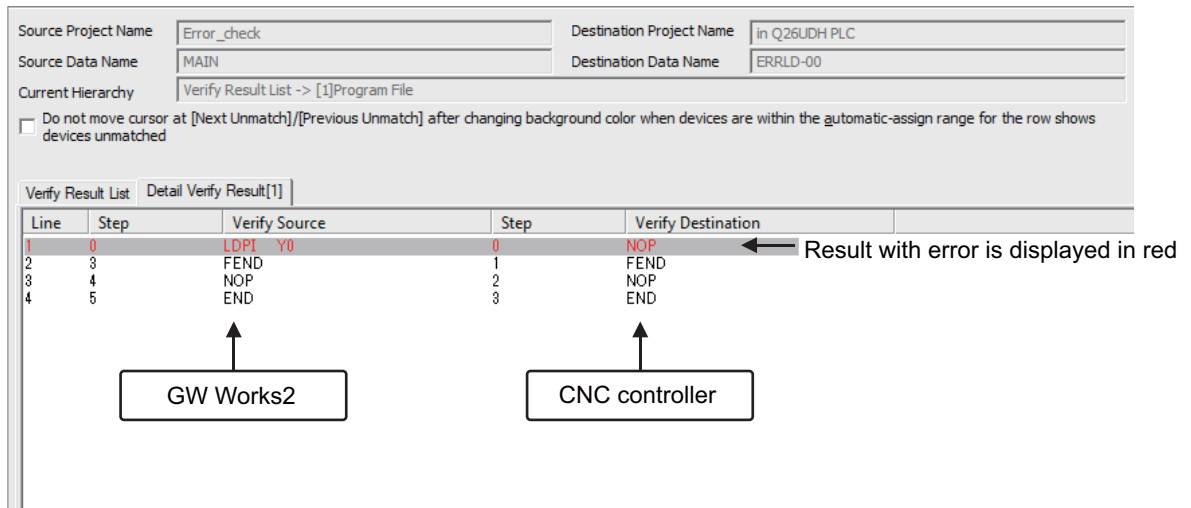 Source Project Name Error_check Destination Project Name in Q26UDH PLC
Source Data Name MAIN Destination Data Name ERRLD-00
Current Hierarchy Verify Result List -> [1]Program File
Do not move cursor at [Next Unmatch]/[Previous Unmatch] after changing background color when devices are within the automatic-assign range for the row shows
devices unmatched
Verify Result List Detail Verify Result[1]
Line Step Verify Source Step Verify Destination
1 0 LDPI Y0 0 NOP Result with error is displayed in red
2 3 FEND 1 FEND
3 4 NOP 2 NOP
4 5 END 3 END
GW Works2 CNC controller